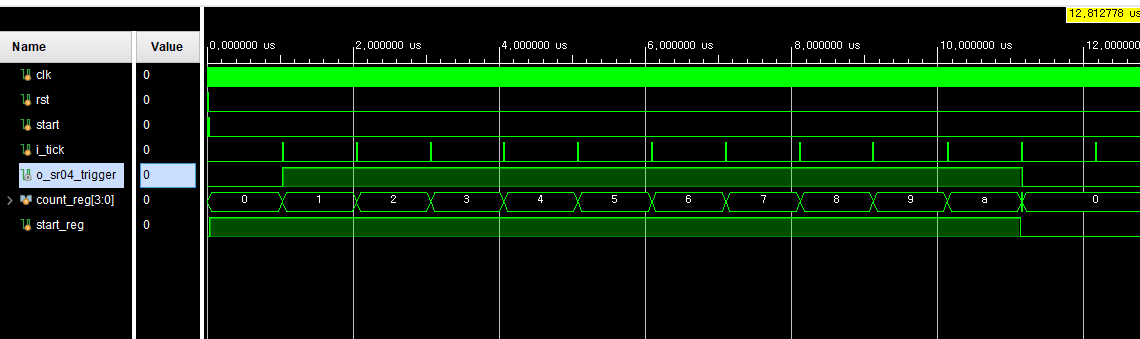 12,812778 us
Name Value
0,000000 us 2,000000 us 4,000000 us 6,000000 us 8,000000 us 10,000000 us 12,000000
clk 0
rst 0
start 0
i_tick 0
o_sr04_trigger 0
count_reg[3:0] 0 0 1 2 3 4 5 6 7 8 9 a 0
start_reg 0